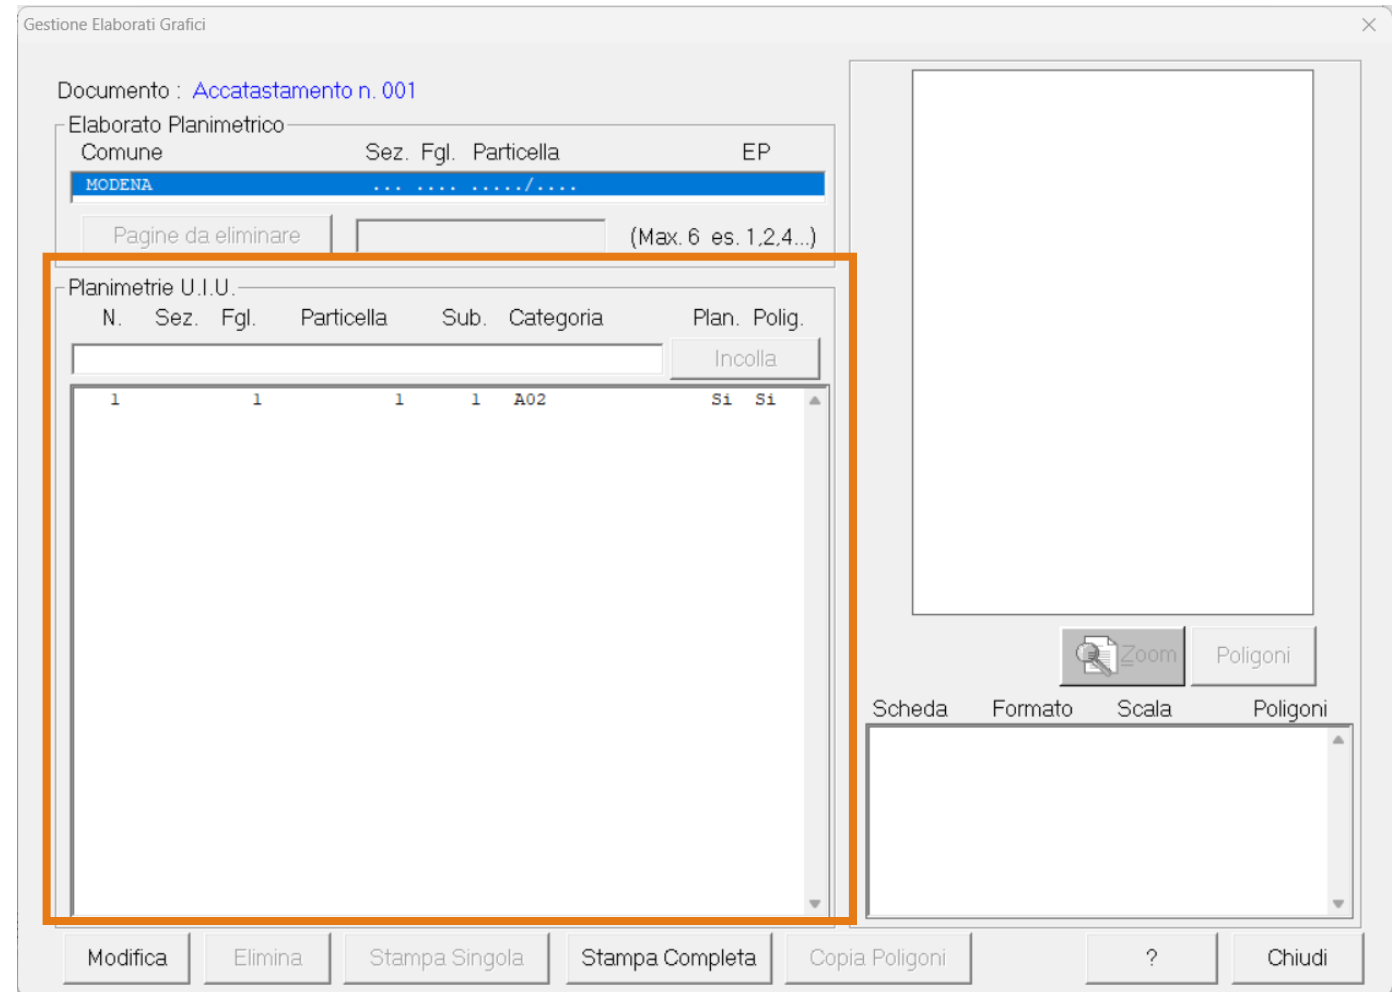 Gestione Elaborati Grafici
Documento : Accatastamento n. 001
Elaborato Planimetrico
Comune Sez. Fgl. Particella EP
MODENA ... .... ...../....
Pagine da eliminare (Max. 6 es. 1,2,4...)
Planimetrie U.I.U.
N. Sez. Fgl. Particella Sub. Categoria Plan. Polig.
Incolla
1 1 1 1 A02 Si Si
Zoom Poligoni
Scheda Formato Scala Poligoni
Modifica Elimina Stampa Singola Stampa Completa Copia Poligoni ? Chiudi